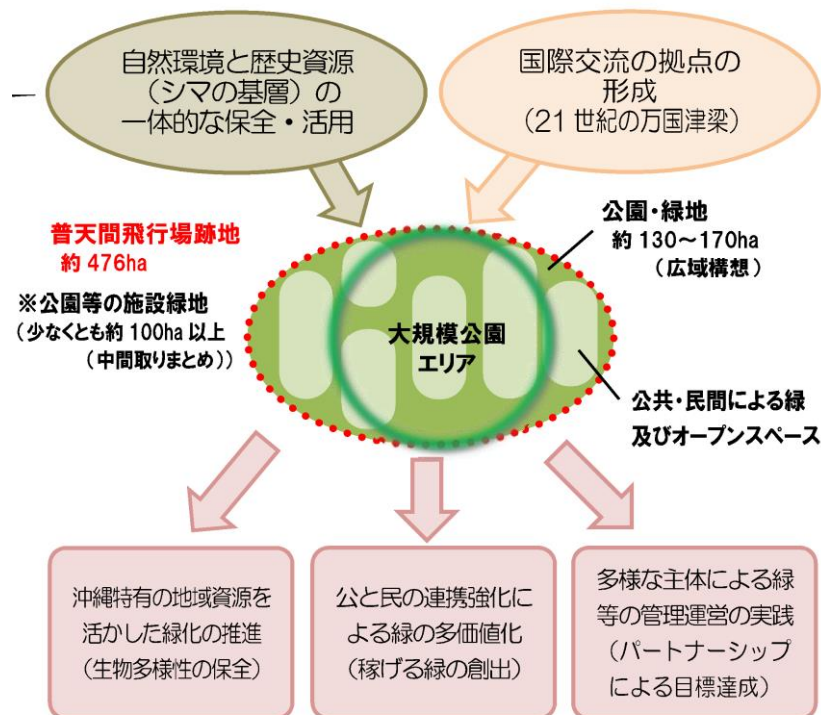 自然環境と歴史資源
（シマの基層）の
一体的な保全・活用
国際交流の拠点の
形成
（21世紀の万国津梁）
普天間飛行場跡地
約476ha
※公園等の施設緑地
（少なくとも約100ha以上
（中間取りまとめ））
公園・緑地
約130～170ha
（広域構想）
大規模公園
エリア
公共・民間による緑
及びオープンスペース
沖縄特有の地域資源を
活かした緑化の推進
（生物多様性の保全）
公と民の連携強化に
よる緑の多価値化
（稼げる緑の創出）
多様な主体による緑
等の管理運営の実践
（パートナーシップ
による目標達成）